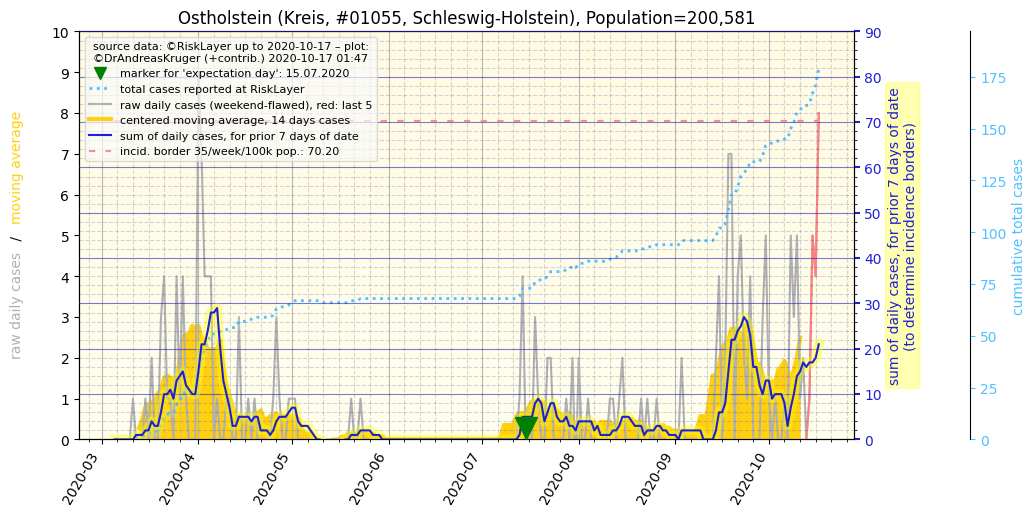 Ostholstein (Kreis, #01055, Schleswig-Holstein), Population=200,581
source data: ©RiskLayer up to 2020-10-17 – plot:
©DrAndreasKruger (+contrib.) 2020-10-17 01:47
marker for 'expectation day': 15.07.2020
total cases reported at RiskLayer
raw daily cases (weekend-flawed), red: last 5
centered moving average, 14 days cases
sum of daily cases, for prior 7 days of date
incid. border 35/week/100k pop.: 70.20
raw daily cases / moving average
10
9
8
7
6
5
4
3
2
1
0
2020-03
2020-04
2020-05
2020-06
2020-07
2020-08
2020-09
2020-10
90
80
70
60
50
40
30
20
10
0
sum of daily cases, for prior 7 days of date
(to determine incidence borders)
175
150
125
100
75
50
25
0
cumulative total cases